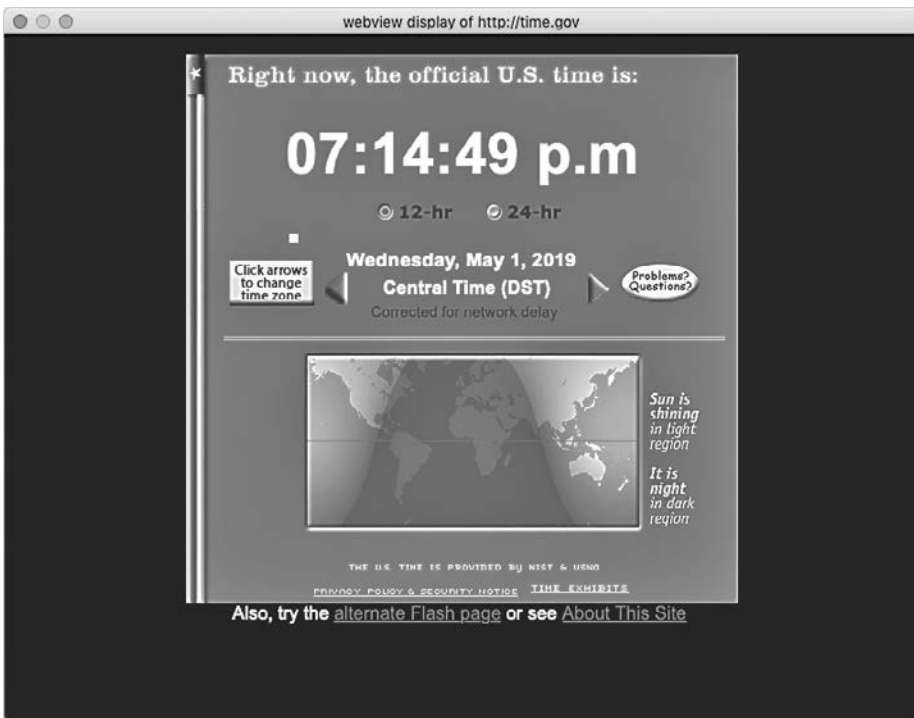 webview display of http://time.gov
Right now, the official U.S. time is:
07:14:49 p.m
12-hr 24-hr
Click arrows
to change
time zone
Wednesday, May 1, 2019
Central Time (DST)
Corrected for network delay
Problems?
Questions?
Sun is
shining
in light
region
It is
night
in dark
region
THE U.S. TIME IS PROVIDED BY NIST & USNO
PRIVACY POLICY & SECURITY NOTICE TIME EXHIBITS
Also, try the alternate Flash page or see About This Site